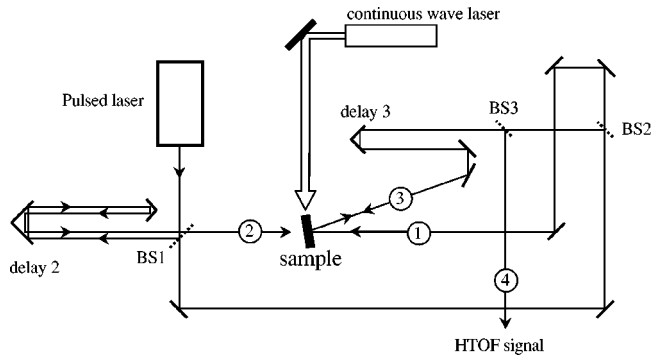 continuous wave laser
Pulsed laser
delay 3
BS3
BS2
3
2
1
BS1
sample
delay 2
4
HTOF signal